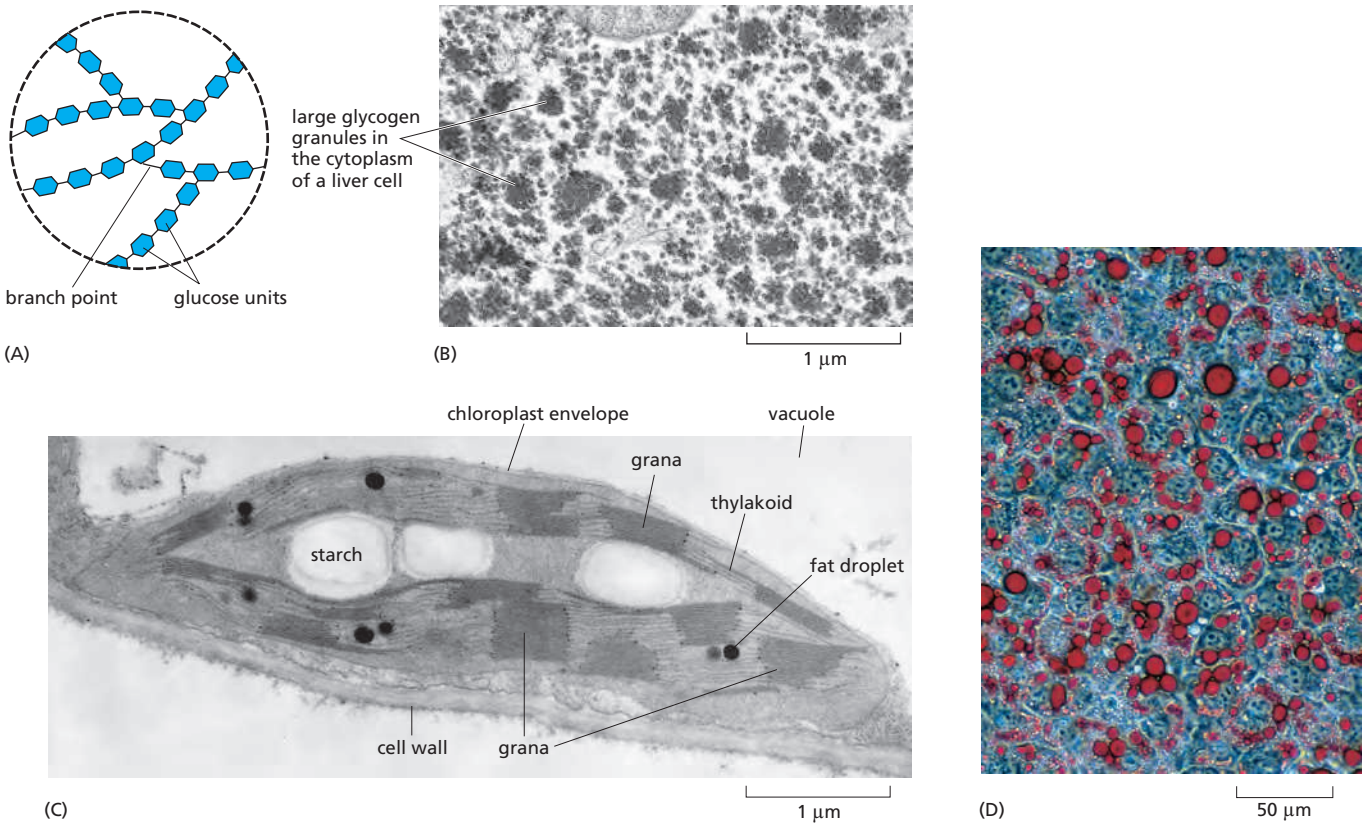 large glycogen
granules in
the cytoplasm
of a liver cell
branch point
glucose units
(A)
(B)
1 μm
chloroplast envelope
vacuole
grana
thylakoid
starch
fat droplet
cell wall
grana
(C)
1 μm
(D)
50 μm